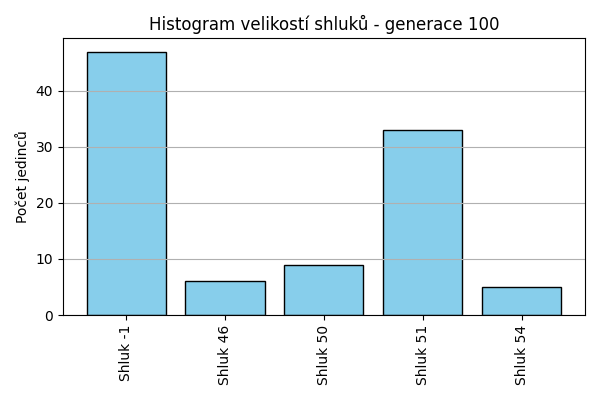 Histogram velikostí shluků - generace 100
Počet jedinců
40
30
20
10
0
Shluk -1
Shluk 46
Shluk 50
Shluk 51
Shluk 54